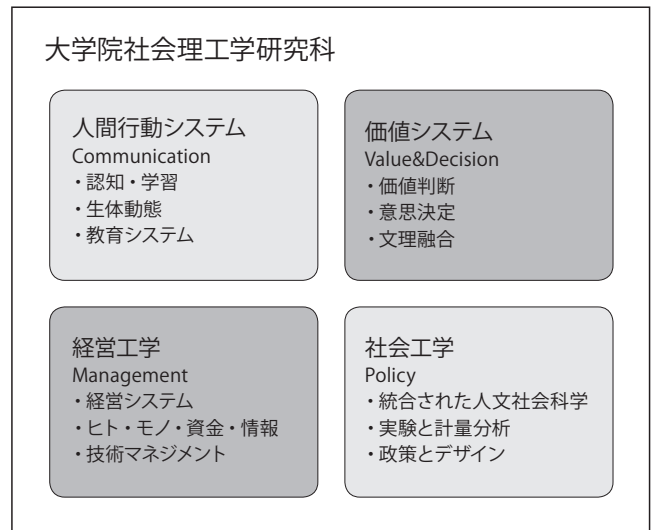 大学院社会理工学研究科
人間行動システム
Communication
・認知・学習
・生体動態
・教育システム
価値システム
Value&Decision
・価値判断
・意思決定
・文理融合
経営工学
Management
・経営システム
・ヒト・モノ・資金・情報
・技術マネジメント
社会工学
Policy
・統合された人文社会科学
・実験と計量分析
・政策とデザイン